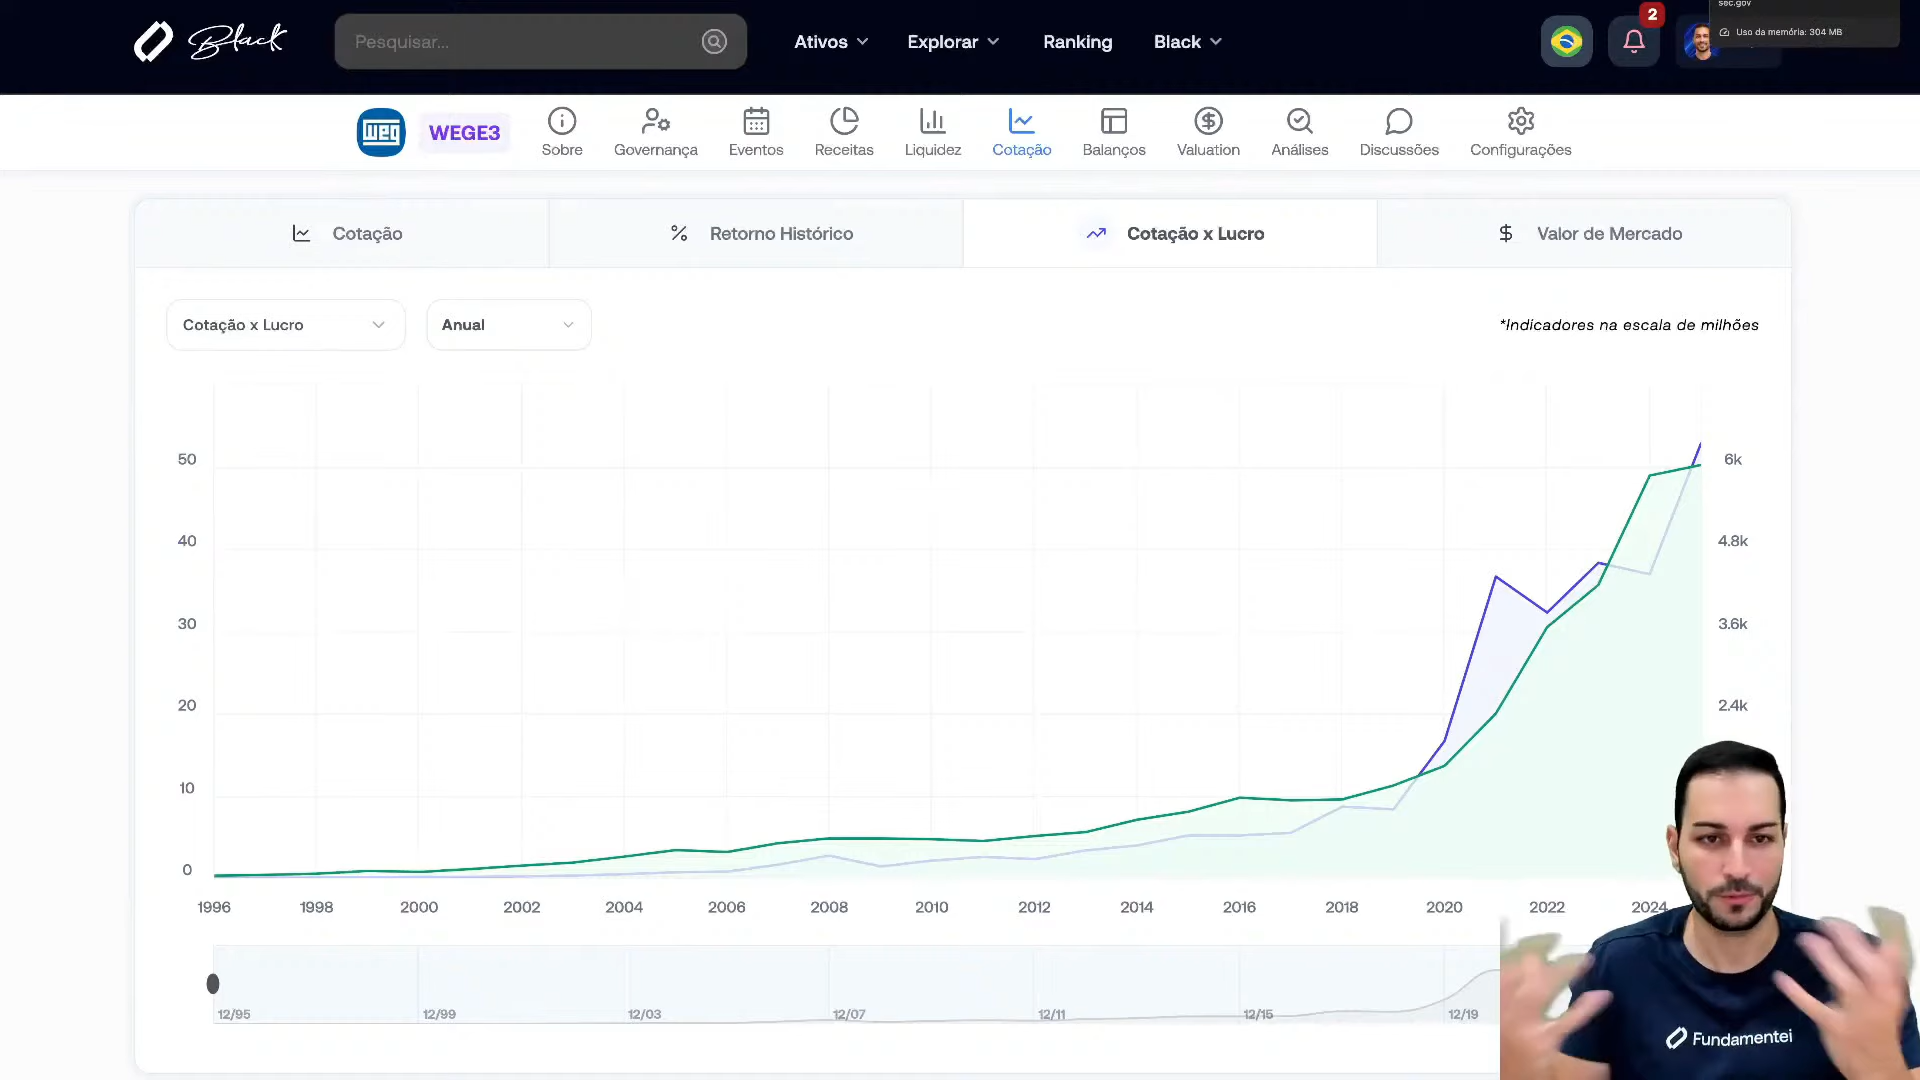 sec.gov
Uso da memória: 304 MB
Black
Pesquisar...
Ativos
Explorar
Ranking
Black
2
weg
WEGE3
Sobre
Governança
Eventos
Receitas
Liquidez
Cotação
Balanços
Valuation
Análises
Discussões
Configurações
Cotação
Retorno Histórico
Cotação x Lucro
Valor de Mercado
Cotação x Lucro
Anual
*Indicadores na escala de milhões
50
40
30
20
10
0
6k
4.8k
3.6k
2.4k
1996
1998
2000
2002
2004
2006
2008
2010
2012
2014
2016
2018
2020
2022
2024
12/95
12/99
12/03
12/07
12/11
12/15
12/19
Fundamentei